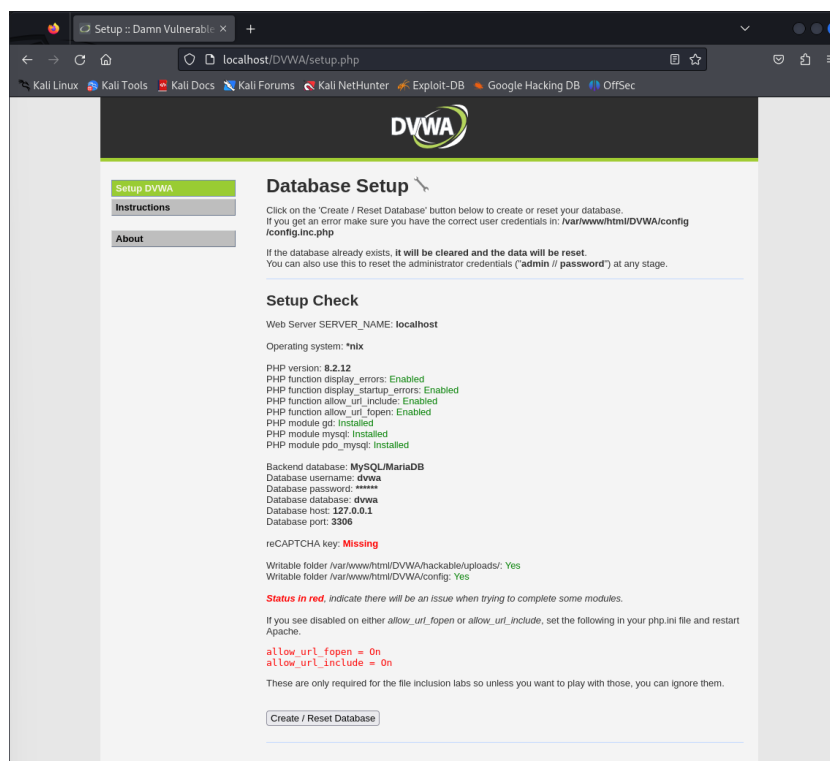 Setup :: Damn Vulnerable
localhost/DVWA/setup.php
Kali Linux Kali Tools Kali Docs Kali Forums Kali NetHunter Exploit-DB Google Hacking DB OffSec
DVWA
Setup DVWA
Instructions
About
Database Setup
Click on the 'Create / Reset Database' button below to create or reset your database.
If you get an error make sure you have the correct user credentials in: /var/www/html/DVWA/config
/config.inc.php
If the database already exists, it will be cleared and the data will be reset.
You can also use this to reset the administrator credentials ("admin // password") at any stage.
Setup Check
Web Server SERVER_NAME: localhost
Operating system: *nix
PHP version: 8.2.12
PHP function display_errors: Enabled
PHP function display_startup_errors: Enabled
PHP function allow_url_include: Enabled
PHP function allow_url_fopen: Enabled
PHP module gd: Installed
PHP module mysql: Installed
PHP module pdo_mysql: Installed
Backend database: MySQL/MariaDB
Database username: dvwa
Database password: ******
Database database: dvwa
Database host: 127.0.0.1
Database port: 3306
reCAPTCHA key: Missing
Writable folder /var/www/html/DVWA/hackable/uploads/: Yes
Writable folder /var/www/html/DVWA/config: Yes
Status in red, indicate there will be an issue when trying to complete some modules.
If you see disabled on either allow_url_fopen or allow_url_include, set the following in your php.ini file and restart
Apache.
allow_url_fopen = On
allow_url_include = On
These are only required for the file inclusion labs so unless you want to play with those, you can ignore them.
Create / Reset Database